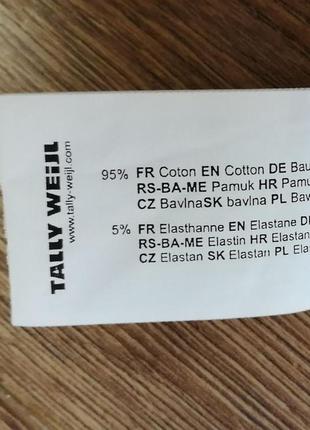 TALLY WEiJL
www.tally-weijl.com
95% FR Coton EN Cotton DE Bau
RS-BA-ME Pamuk HR Pamu
CZ BavlnaSK bavlna PL Baw
5% FR Elasthanne EN Elastane DE
RS-BA-ME Elastin HR Elastan
CZ Elastan SK Elastan PL Elas